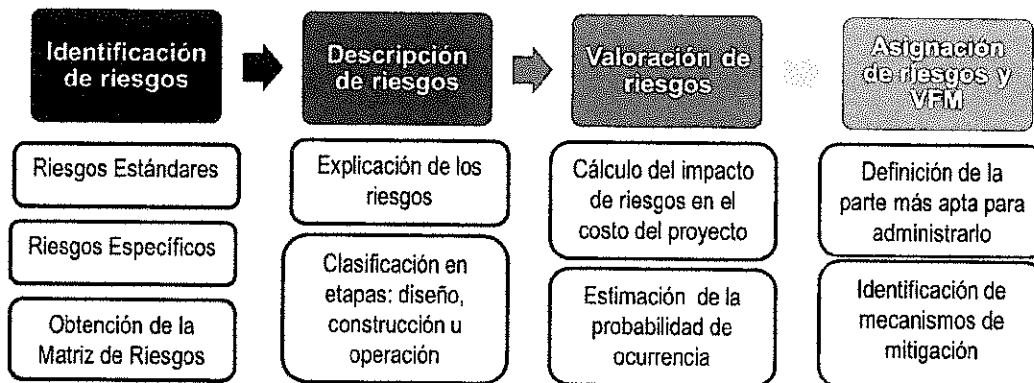 Identificación
de riesgos
Riesgos Estándares
Riesgos Específicos
Obtención de la
Matriz de Riesgos
Descripción
de riesgos
Explicación de los
riesgos
Clasificación en
etapas: diseño,
construcción u
operación
Valoración de
riesgos
Cálculo del impacto
de riesgos en el
costo del proyecto
Estimación de la
probabilidad de
ocurrencia
Asignación
de riesgos y
VFM
Definición de la
parte más apta para
administrarlo
Identificación de
mecanismos de
mitigación